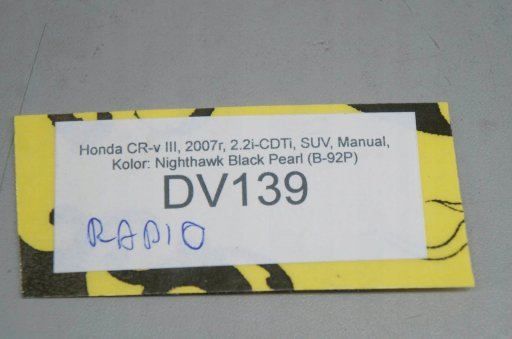 Honda CR-v III, 2007r, 2.2i-CDTi, SUV, Manual,
Kolor: Nighthawk Black Pearl (B-92P)
DV139
RADIO